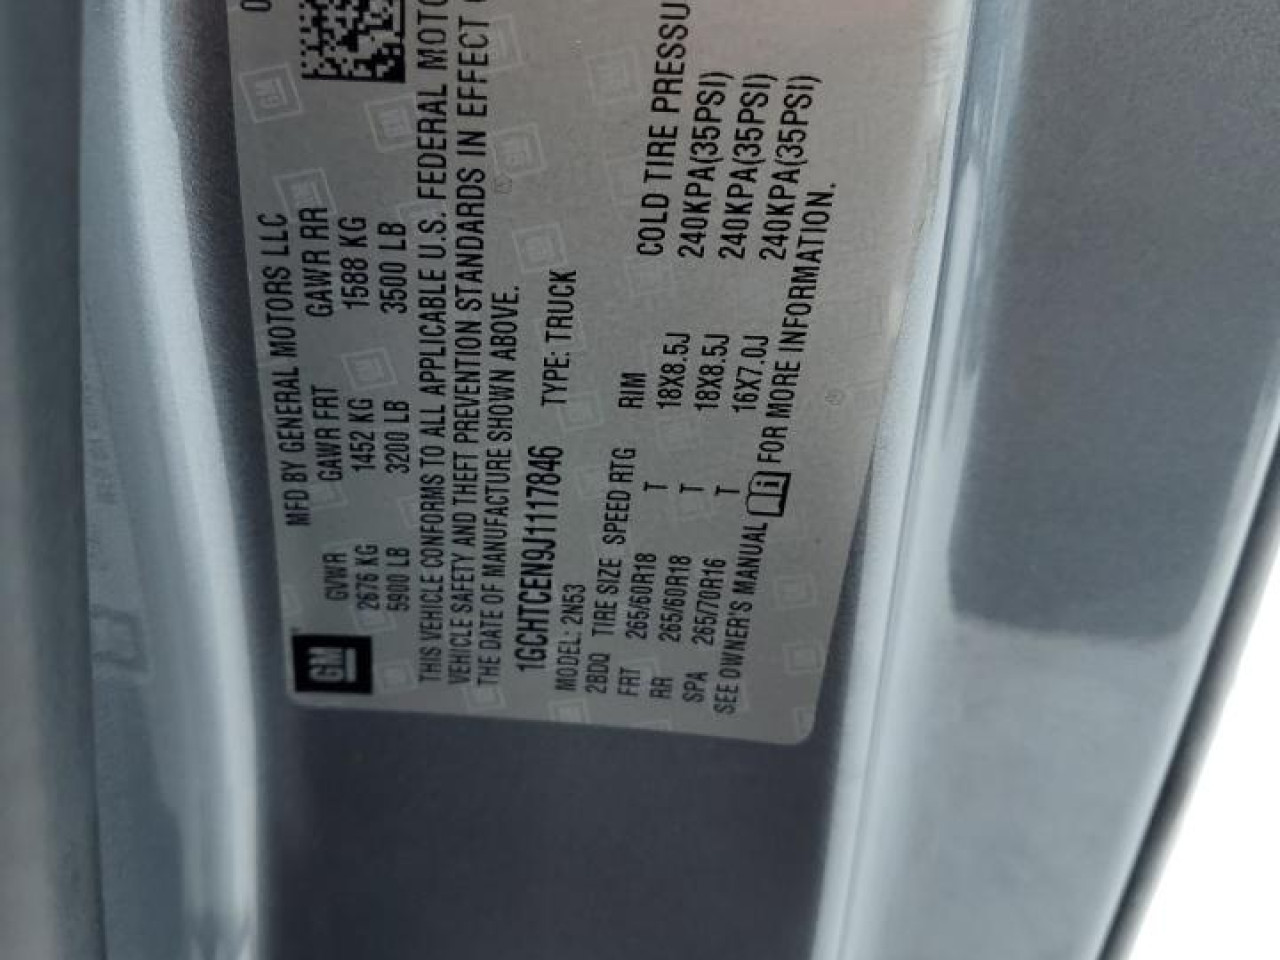 0
MFD BY GENERAL MOTORS LLC
GVWR GAWR FRT GAWR RR
2676 KG 1452 KG 1588 KG
5900 LB 3200 LB 3500 LB
GM
THIS VEHICLE CONFORMS TO ALL APPLICABLE U.S. FEDERAL MOTO
VEHICLE SAFETY AND THEFT PREVENTION STANDARDS IN EFFECT
THE DATE OF MANUFACTURE SHOWN ABOVE.
1GCHTCEN9J1117846 TYPE: TRUCK
MODEL: 2N53
2BDQ TIRE SIZE SPEED RTG RIM COLD TIRE PRESSU
FRT 265/60R18 T 18X8.5J 240KPA(35PSI)
RR 265/60R18 T 18X8.5J 240KPA(35PSI)
SPA 265/70R16 T 16X7.0J 240KPA(35PSI)
SEE OWNER'S MANUAL FOR MORE INFORMATION.